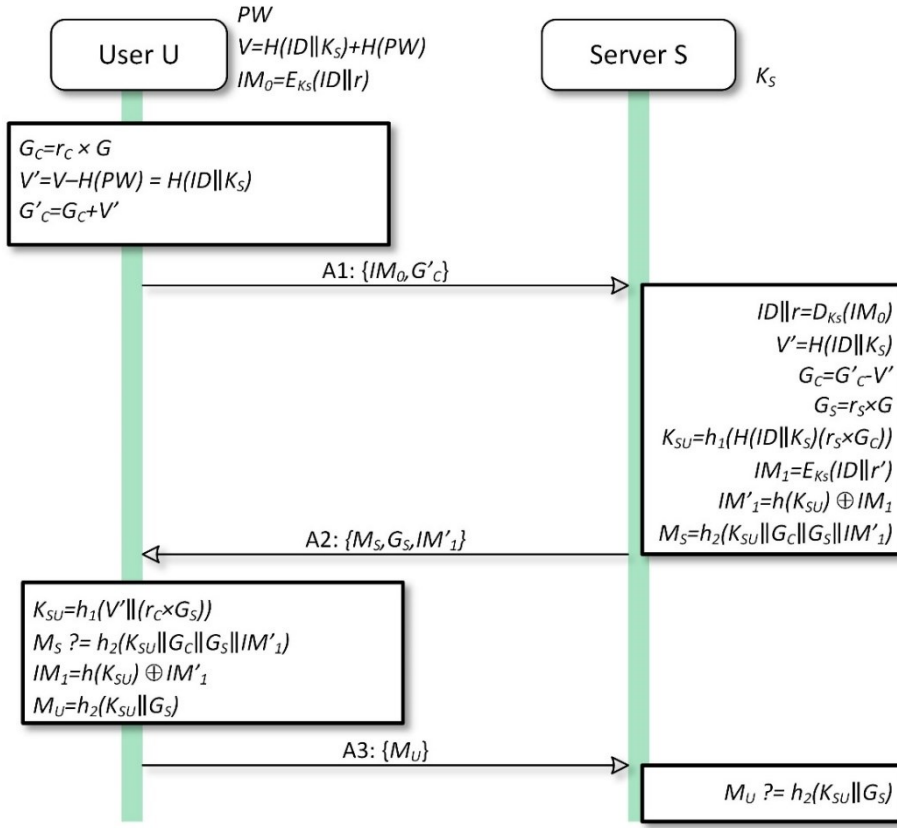 User U
PW
V=H(ID‖K_S)+H(PW)
IM_0=E_Ks(ID‖r)
Server S
K_S
G_C=r_C × G
V'=V–H(PW) = H(ID‖K_S)
G'_C=G_C+V'
A1: {IM_0,G'_C}
ID‖r=D_Ks(IM_0)
V'=H(ID‖K_S)
G_C=G'_C-V'
G_S=r_S×G
K_SU=h_1(H(ID‖K_S)(r_S×G_C))
IM_1=E_Ks(ID‖r')
IM'_1=h(K_SU) ⊕ IM_1
M_S=h_2(K_SU‖G_C‖G_S‖IM'_1)
A2: {M_S,G_S,IM'_1}
K_SU=h_1(V'‖(r_C×G_S))
M_S ?= h_2(K_SU‖G_C‖G_S‖IM'_1)
IM_1=h(K_SU) ⊕ IM'_1
M_U=h_2(K_SU‖G_S)
A3: {M_U}
M_U ?= h_2(K_SU‖G_S)